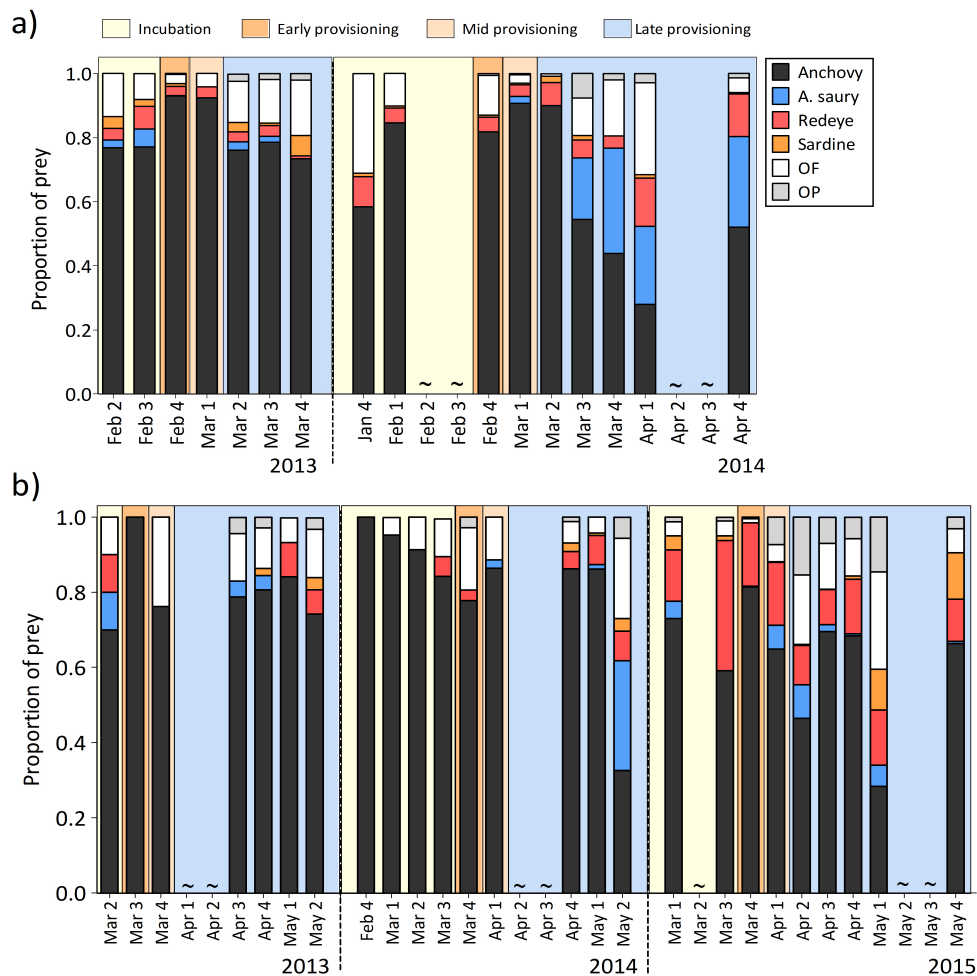 a)
Incubation Early provisioning Mid provisioning Late provisioning
Anchovy
A. saury
Redeye
Sardine
OF
OP
Proportion of prey
1.0
0.8
0.6
0.4
0.2
0.0
~ ~ ~ ~
Feb 2 Feb 3 Feb 4 Mar 1 Mar 2 Mar 3 Mar 4 Jan 4 Feb 1 Feb 2 Feb 3 Feb 4 Mar 1 Mar 2 Mar 3 Mar 4 Apr 1 Apr 2 Apr 3 Apr 4
2013 2014
b)
Proportion of prey
1.0
0.8
0.6
0.4
0.2
0.0
~ ~ ~ ~ ~ ~ ~
Mar 2 Mar 3 Mar 4 Apr 1 Apr 2 Apr 3 Apr 4 May 1 May 2 Feb 4 Mar 1 Mar 2 Mar 3 Mar 4 Apr 1 Apr 2 Apr 3 Apr 4 May 1 May 2 Mar 1 Mar 2 Mar 3 Mar 4 Apr 1 Apr 2 Apr 3 Apr 4 May 1 May 2 May 3 May 4
2013 2014 2015